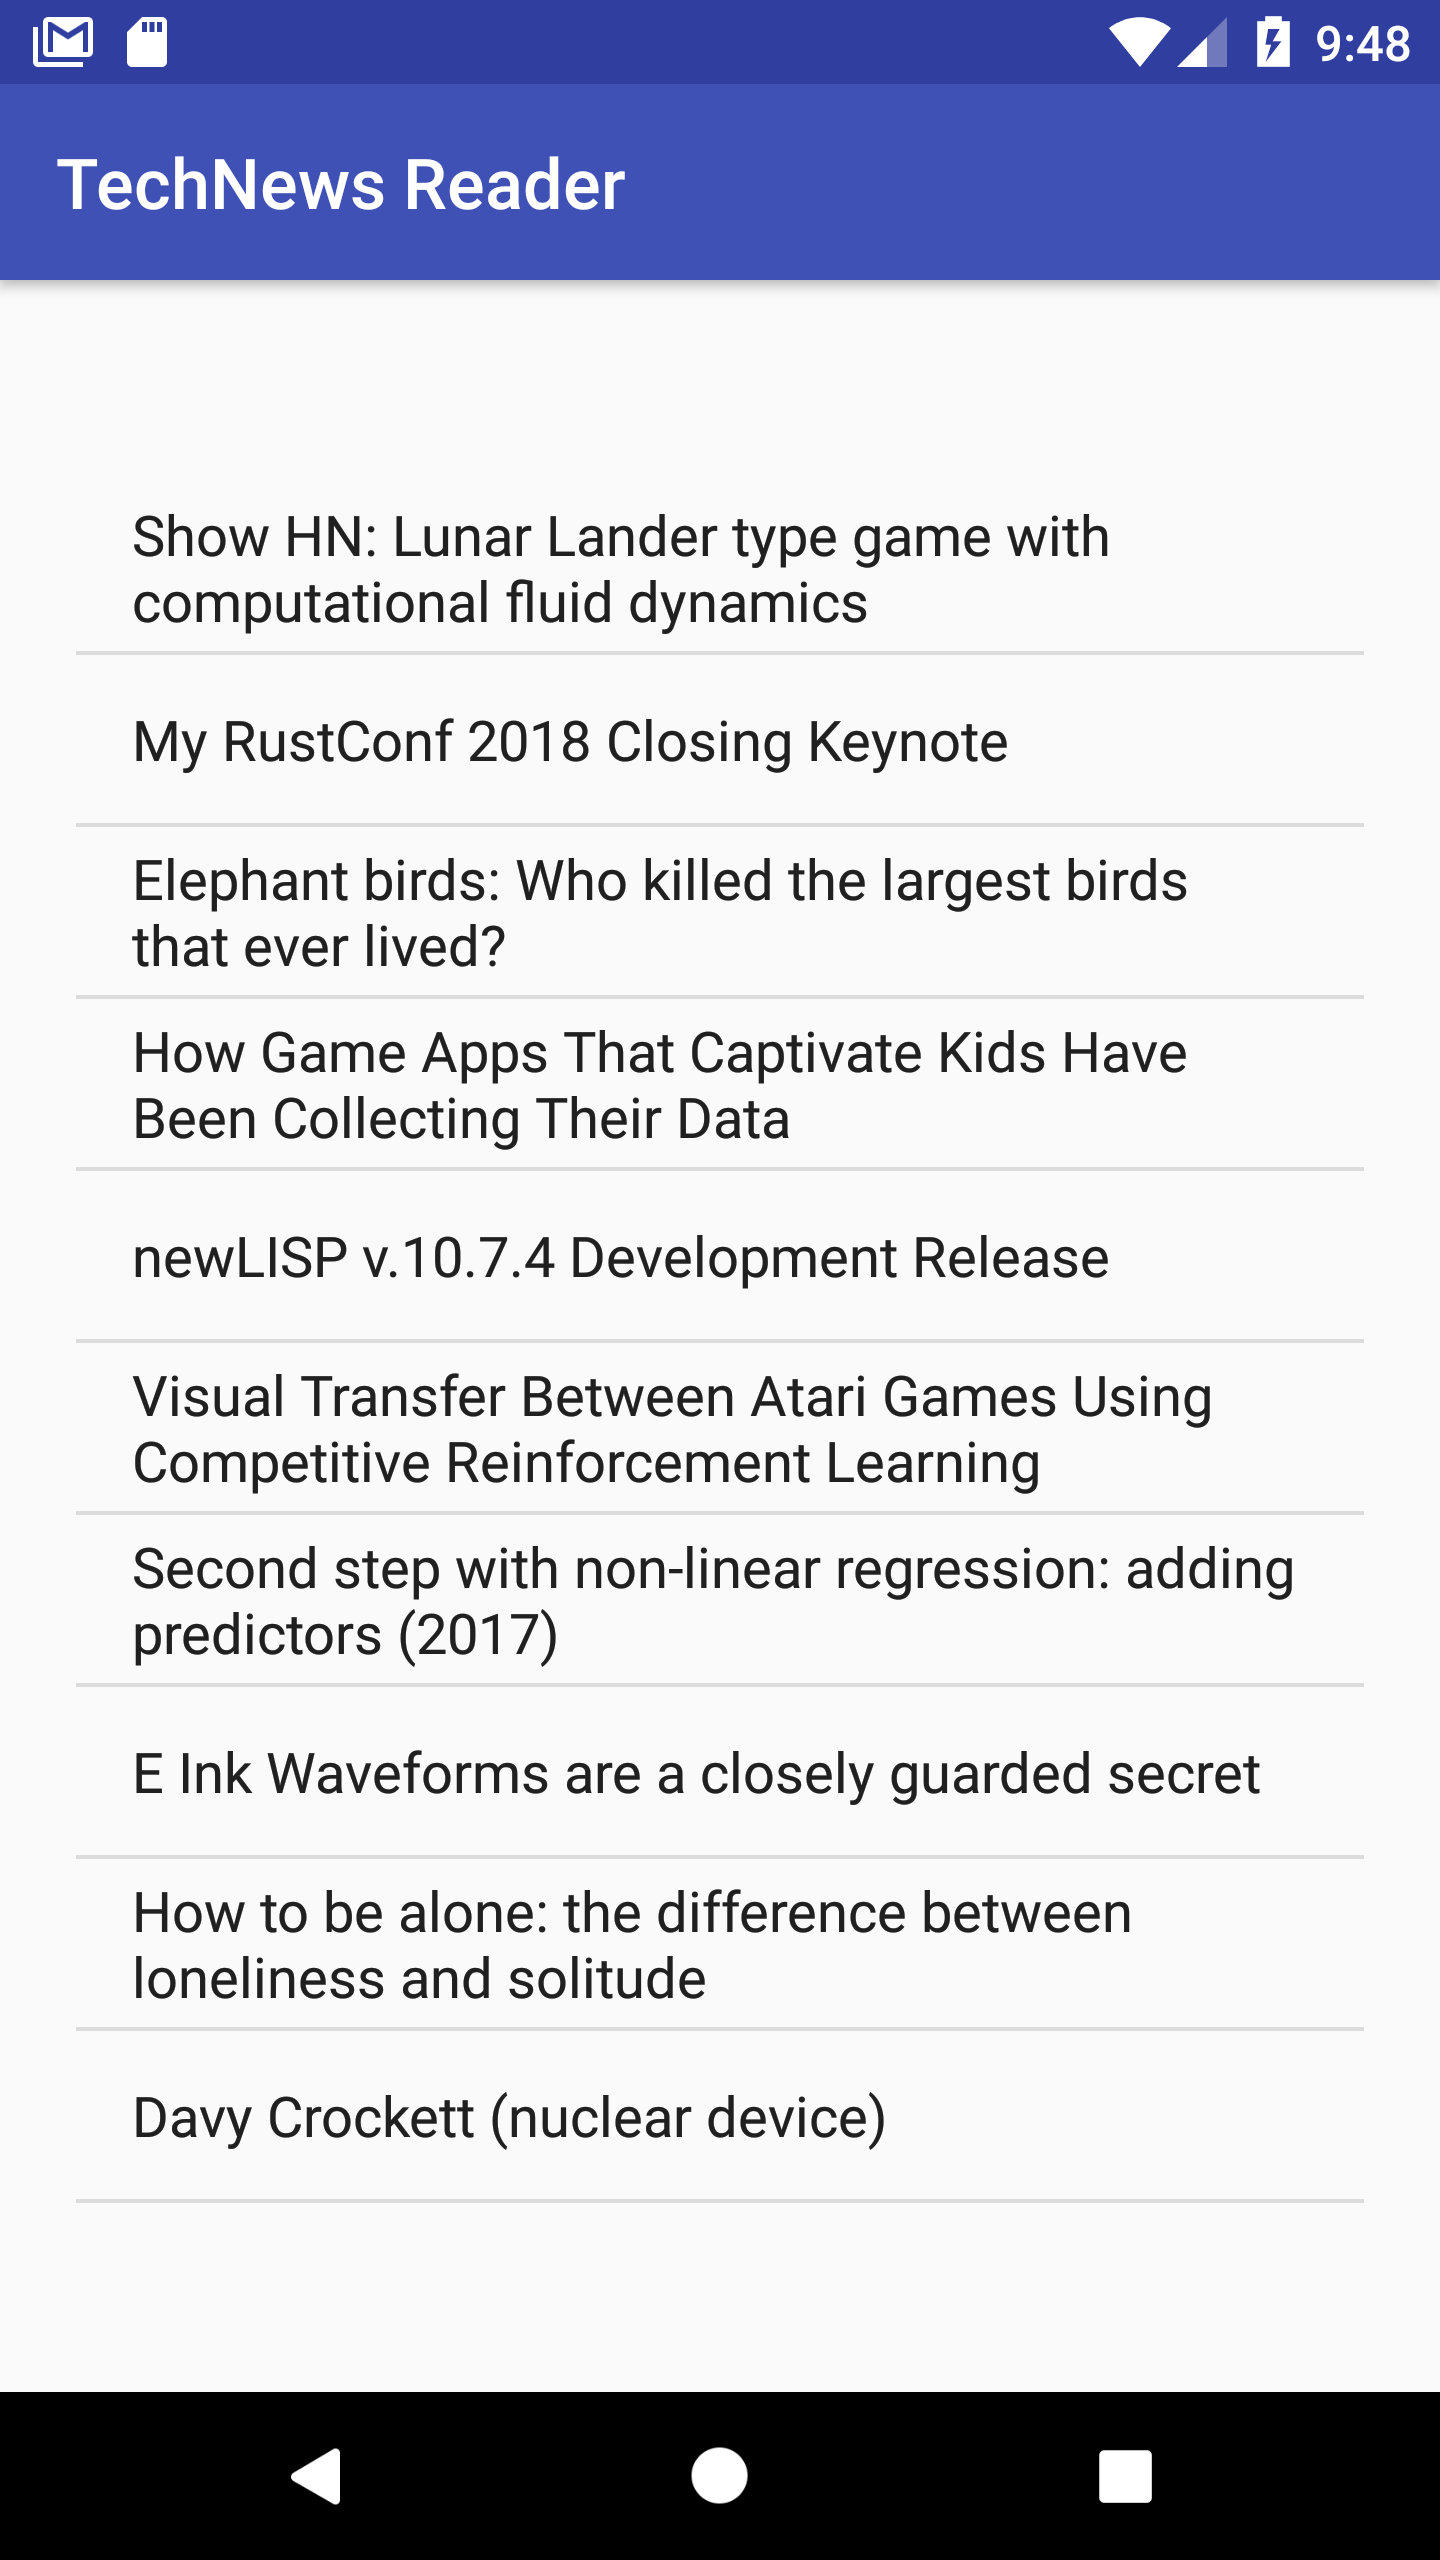 9:48
TechNews Reader
Show HN: Lunar Lander type game with
computational fluid dynamics
My RustConf 2018 Closing Keynote
Elephant birds: Who killed the largest birds
that ever lived?
How Game Apps That Captivate Kids Have
Been Collecting Their Data
newLISP v.10.7.4 Development Release
Visual Transfer Between Atari Games Using
Competitive Reinforcement Learning
Second step with non-linear regression: adding
predictors (2017)
E Ink Waveforms are a closely guarded secret
How to be alone: the difference between
loneliness and solitude
Davy Crockett (nuclear device)